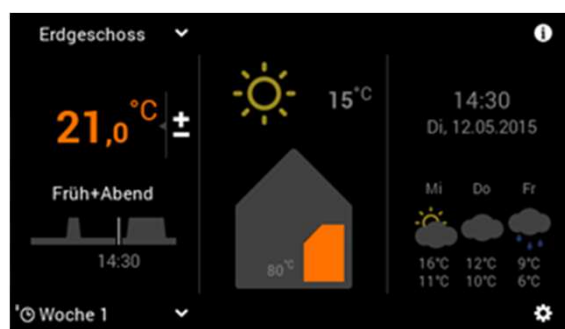 Erdgeschoss
21,0 °C ±
Früh+Abend
14:30
Woche 1
15°C
80°C
14:30
Di, 12.05.2015
Mi Do Fr
16°C 12°C 9°C
11°C 10°C 6°C